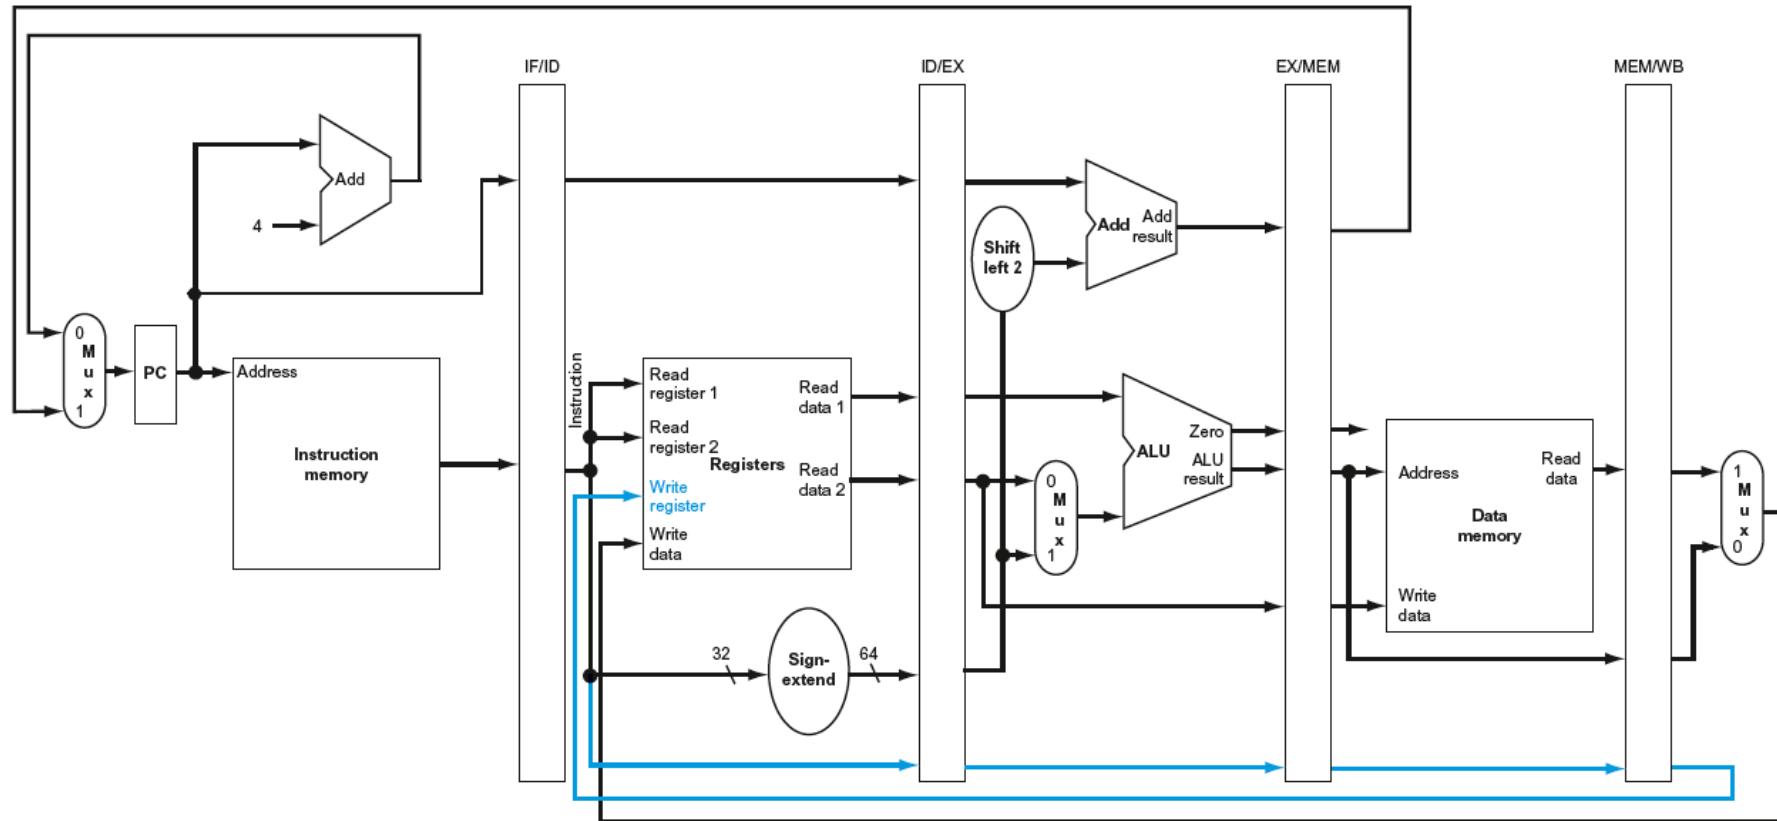 IF/ID
ID/EX
EX/MEM
MEM/WB
Add
4
Add
Add
result
Shift
left 2
0
M
u
x
1
PC
Address
Instruction
memory
Instruction
Read
register 1
Read
register 2
Write
register
Write
data
Registers
Read
data 1
Read
data 2
0
M
u
x
1
ALU
Zero
ALU
result
Address
Read
data
Data
memory
Write
data
1
M
u
x
0
32
Sign-
extend
64